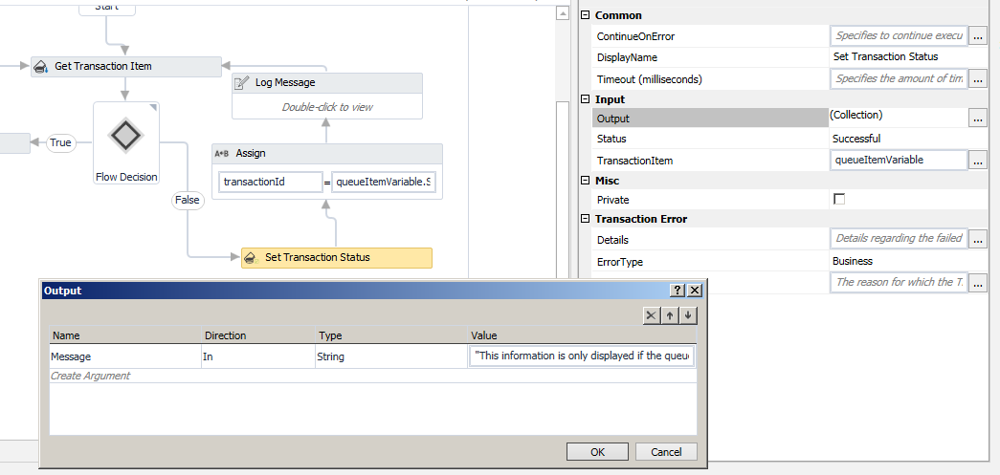 Start
Get Transaction Item
Log Message
Double-click to view
True
Flow Decision
Assign
transactionId = queueItemVariable.S
False
Set Transaction Status
Common
ContinueOnError Specifies to continue execu ...
DisplayName Set Transaction Status
Timeout (milliseconds) Specifies the amount of tim ...
Input
Output (Collection) ...
Status Successful
TransactionItem queueItemVariable ...
Misc
Private
Transaction Error
Details Details regarding the failed ...
ErrorType Business
The reason for which the T ...
Output
Name Direction Type Value
Message In String "This information is only displayed if the queue
Create Argument
OK Cancel